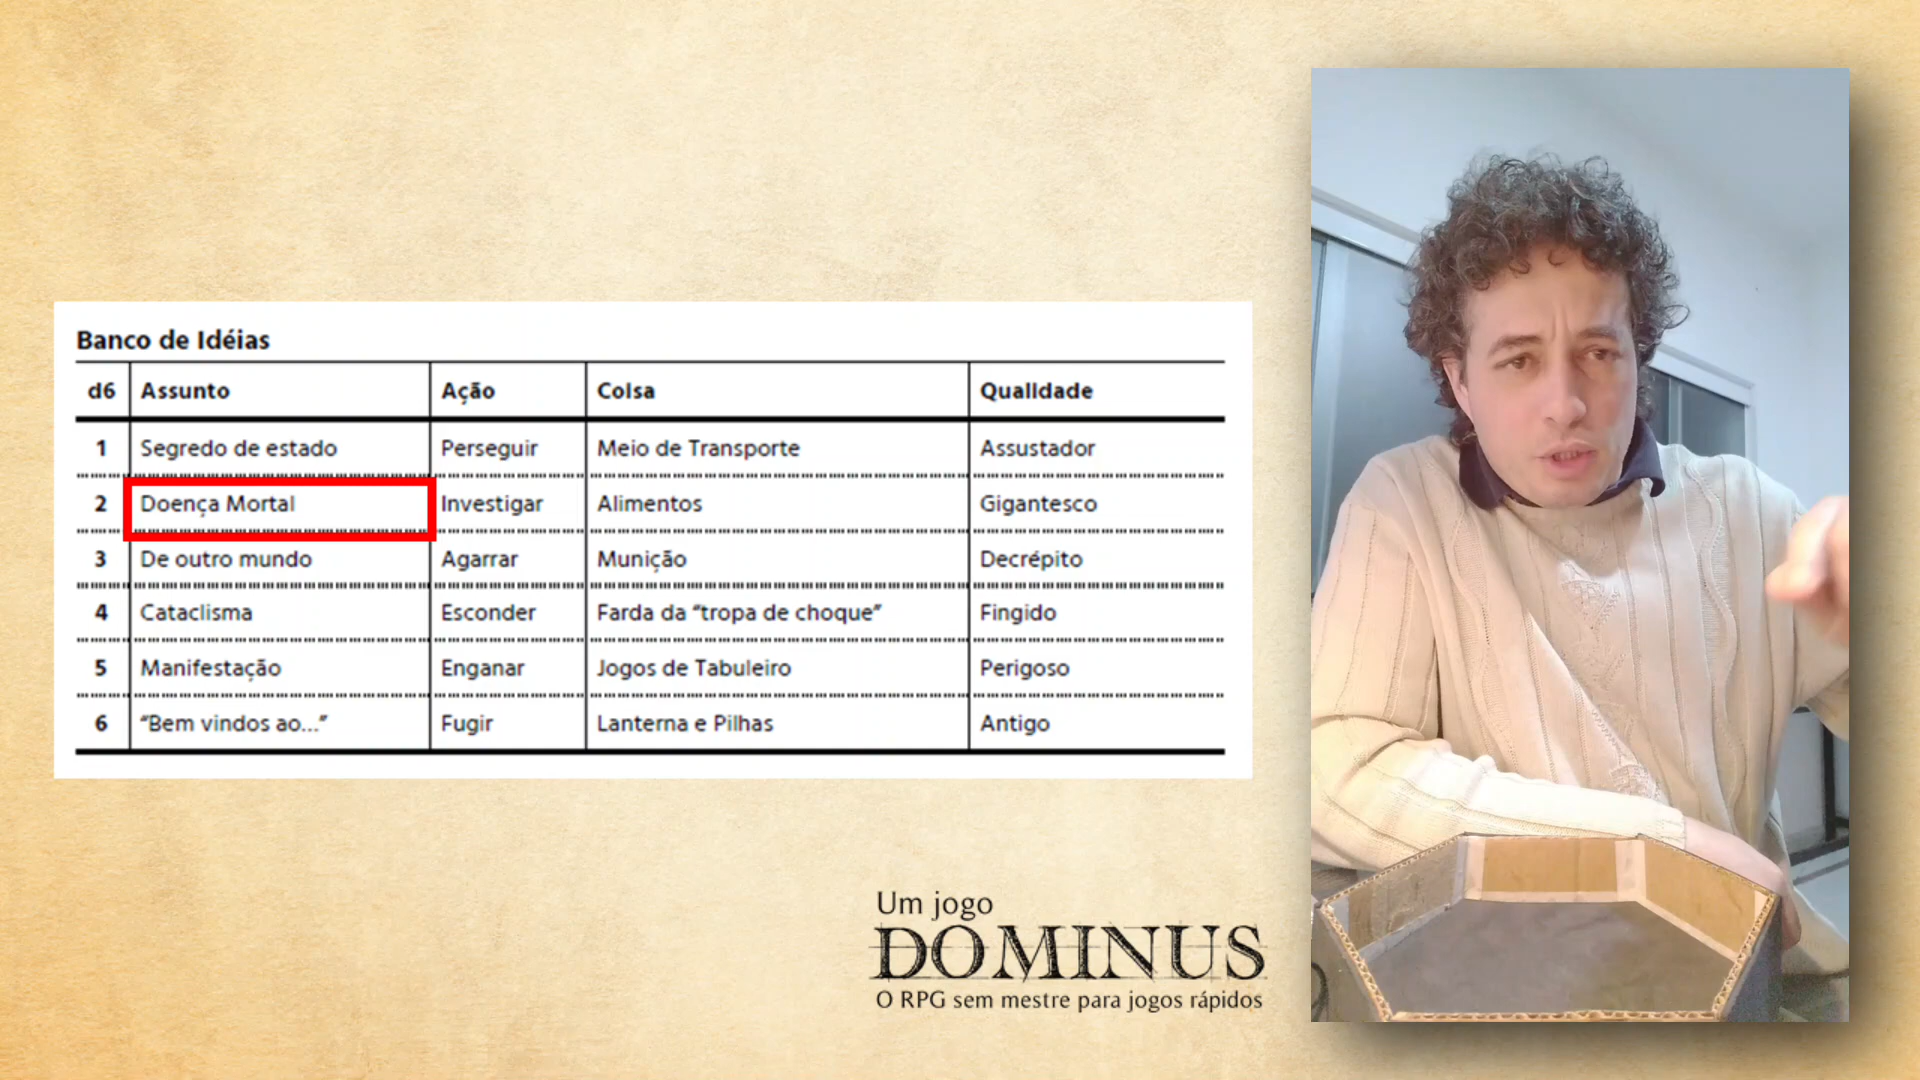 Banco de Idéias
d6 Assunto Ação Coisa Qualidade
1 Segredo de estado Perseguir Meio de Transporte Assustador
2 Doença Mortal Investigar Alimentos Gigantesco
3 De outro mundo Agarrar Munição Decrépito
4 Cataclisma Esconder Farda da “tropa de choque” Fingido
5 Manifestação Enganar Jogos de Tabuleiro Perigoso
6 “Bem vindos ao...” Fugir Lanterna e Pilhas Antigo
Um jogo
DOMINUS
O RPG sem mestre para jogos rápidos